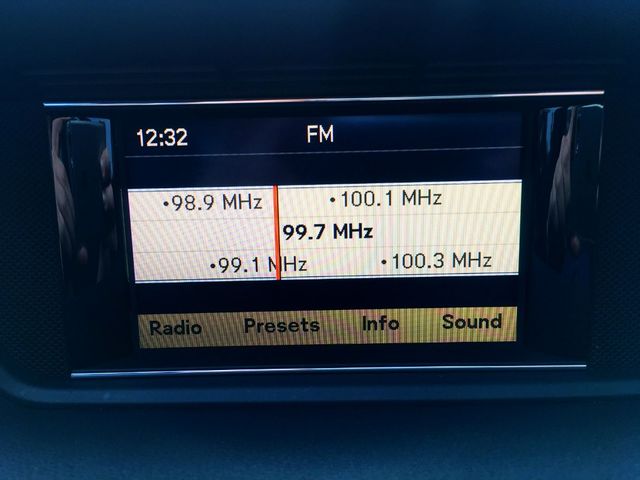 12:32 FM
•98.9 MHz •100.1 MHz
99.7 MHz
•99.1 MHz •100.3 MHz
Radio Presets Info Sound